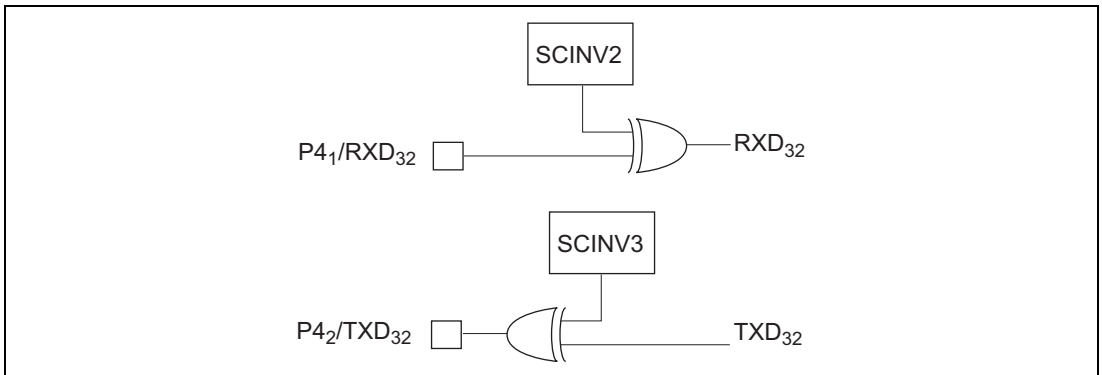 SCINV2
P4₁/RXD₃₂
RXD₃₂
SCINV3
P4₂/TXD₃₂
TXD₃₂